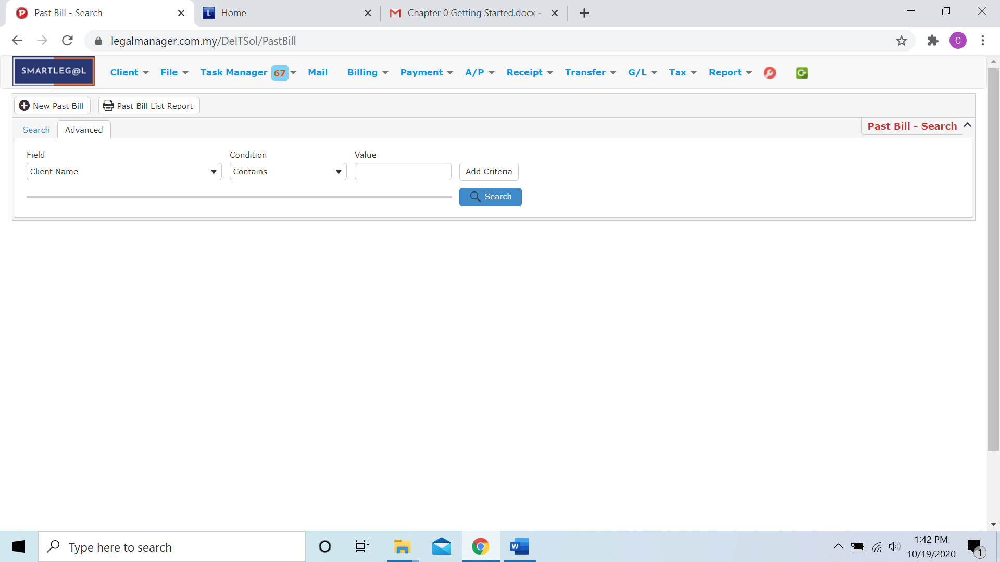 Past Bill - Search
Home
Chapter 0 Getting Started.docx -
legalmanager.com.my/DeITSol/PastBill
C
SMARTLEG@L
Client File Task Manager 67 Mail Billing Payment A/P Receipt Transfer G/L Tax Report
New Past Bill Past Bill List Report
Search Advanced Past Bill - Search
Field Condition Value
Client Name Contains Add Criteria
Search
Type here to search
1:42 PM
10/19/2020
1